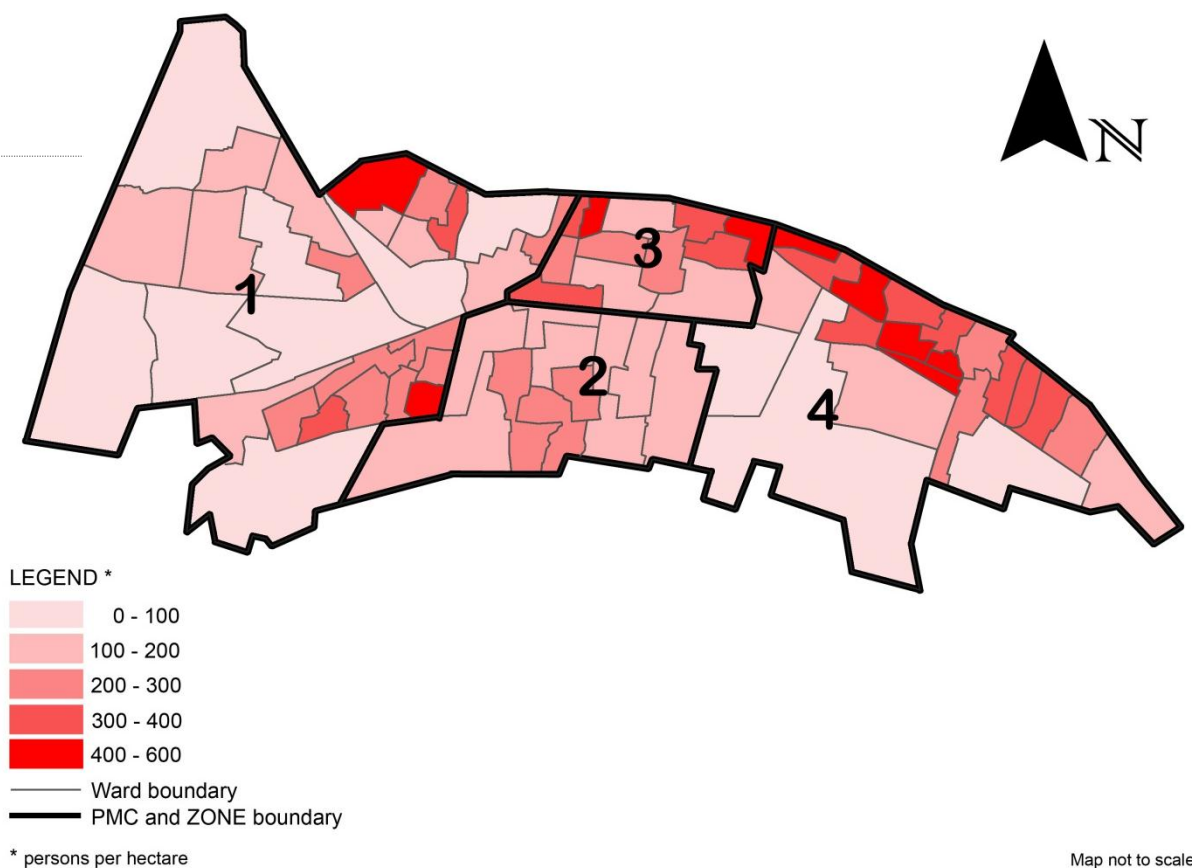 N
1
3
2
4
LEGEND *
0 - 100
100 - 200
200 - 300
300 - 400
400 - 600
Ward boundary
PMC and ZONE boundary
* persons per hectare
Map not to scale